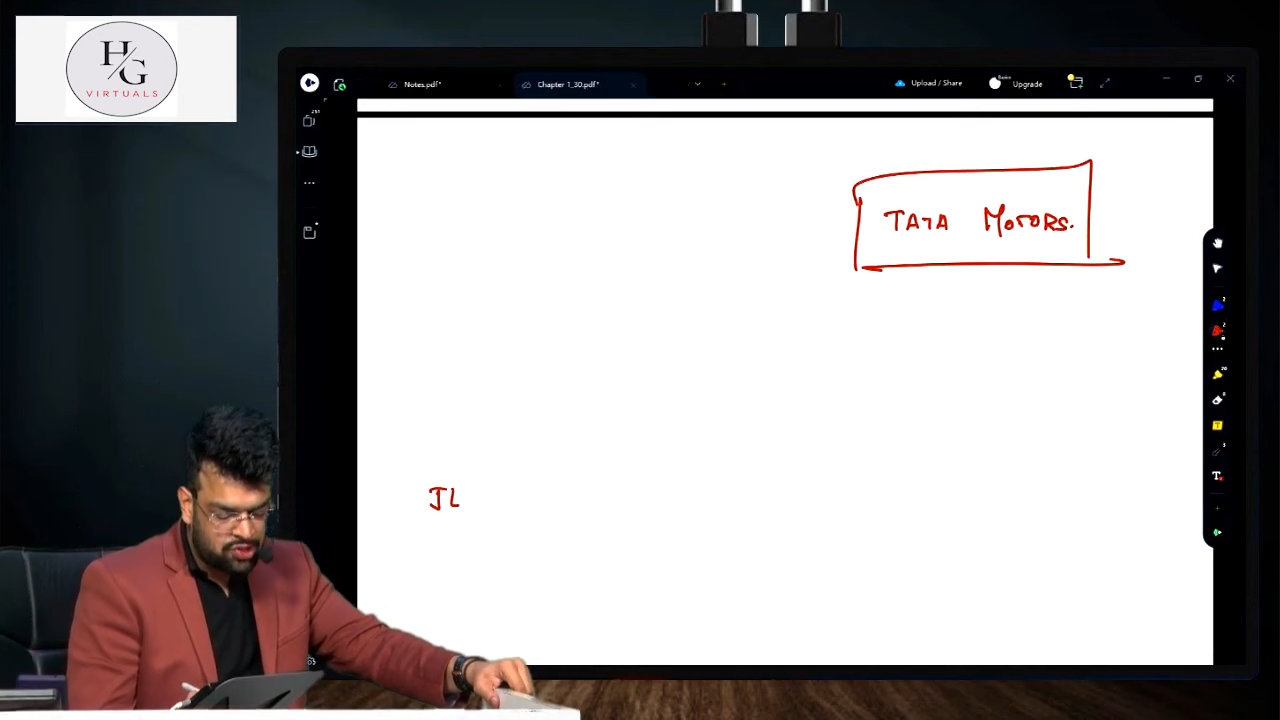 H/G
VIRTUALS
Notes.pdf*
Chapter 1_30.pdf*
Upload / Share
Upgrade
TATA MOTORS.
JL